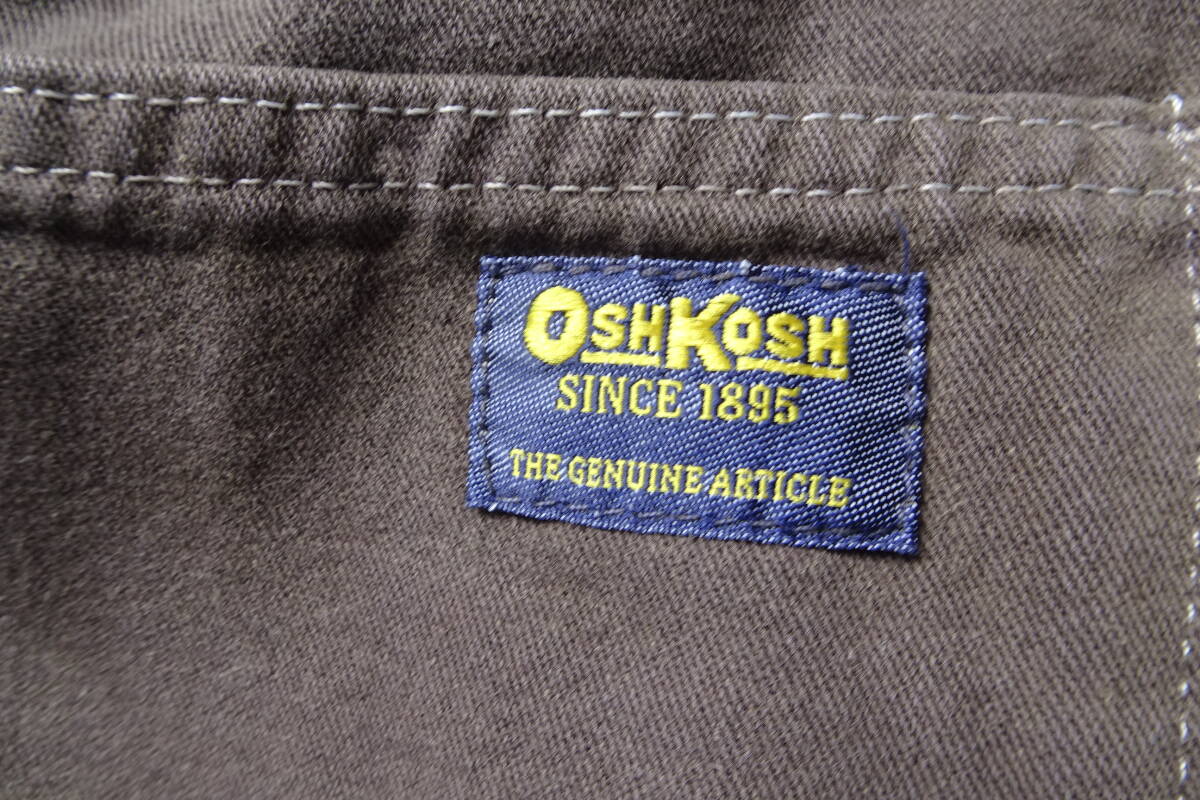 OSHKOSH
SINCE 1895
THE GENUINE ARTICLE